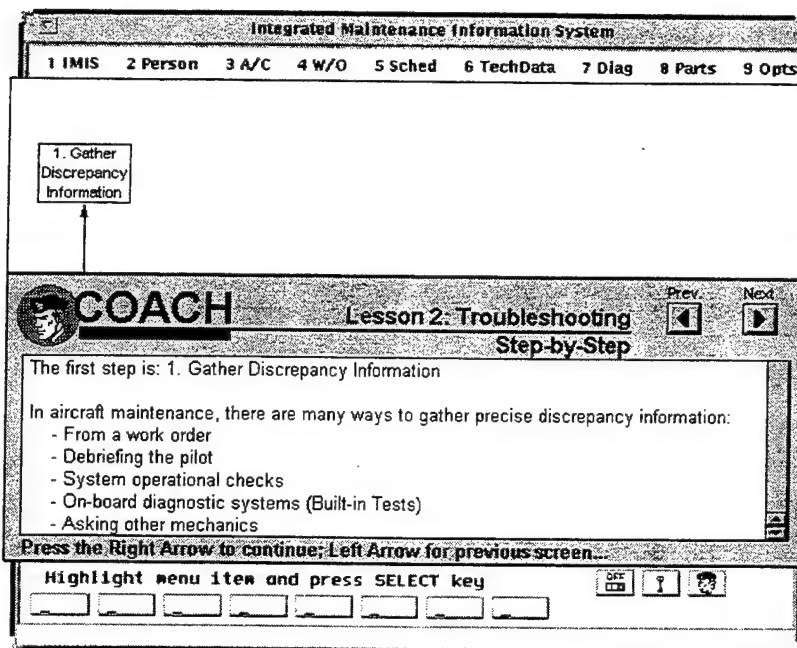 Integrated Maintenance Information System
1 IMIS 2 Person 3 A/C 4 W/O 5 Sched 6 TechData 7 Diag 8 Parts 9 Opts
1. Gather
Discrepancy
Information
COACH
Lesson 2: Troubleshooting
Step-by-Step
Prev
Next
The first step is: 1. Gather Discrepancy Information
In aircraft maintenance, there are many ways to gather precise discrepancy information:
- From a work order
- Debriefing the pilot
- System operational checks
- On-board diagnostic systems (Built-in Tests)
- Asking other mechanics
Press the Right Arrow to continue; Left Arrow for previous screen...
Highlight menu item and press SELECT key
OFF